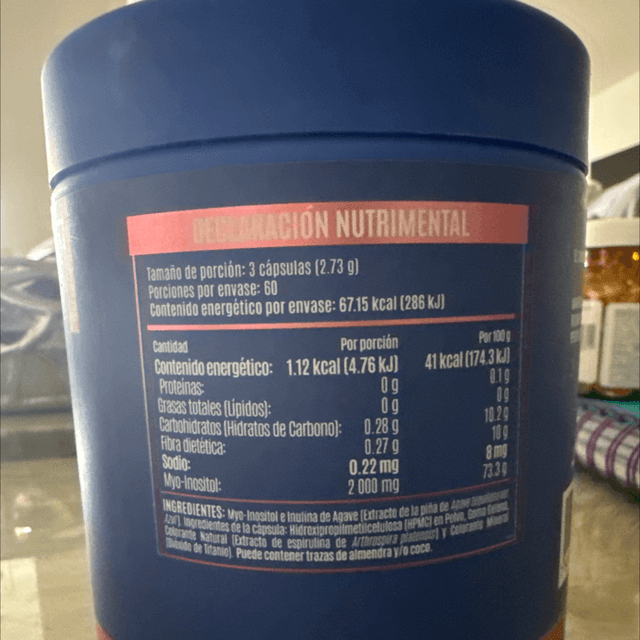 DECLARACIÓN NUTRIMENTAL
Tamaño de porción: 3 cápsulas (2.73 g)
Porciones por envase: 60
Contenido energético por envase: 67.15 kcal (286 kJ)
Cantidad Por porción Por 100 g
Contenido energético: 1.12 kcal (4.76 kJ) 41 kcal (174.3 kJ)
Proteínas: 0 g 0.1 g
Grasas totales (Lípidos): 0 g 0 g
Carbohidratos (Hidratos de Carbono): 0.28 g 10.2 g
Fibra dietética: 0.27 g 10 g
Sodio: 0.22 mg 8 mg
Myo-Inositol: 2 000 mg 73.3 g
INGREDIENTES: Myo-Inositol e Inulina de Agave (Extracto de la piña de Agave
Azul). Ingredientes de la cápsula: Hidroxipropilmetilcelulosa (HPMC) en Polvo, Goma
Colorante Natural (Extracto de espirulina de Arthrospira platensis) Y Colorante
(Dióxido de Titanio) Puede contener trazas de almendra y/o coco.